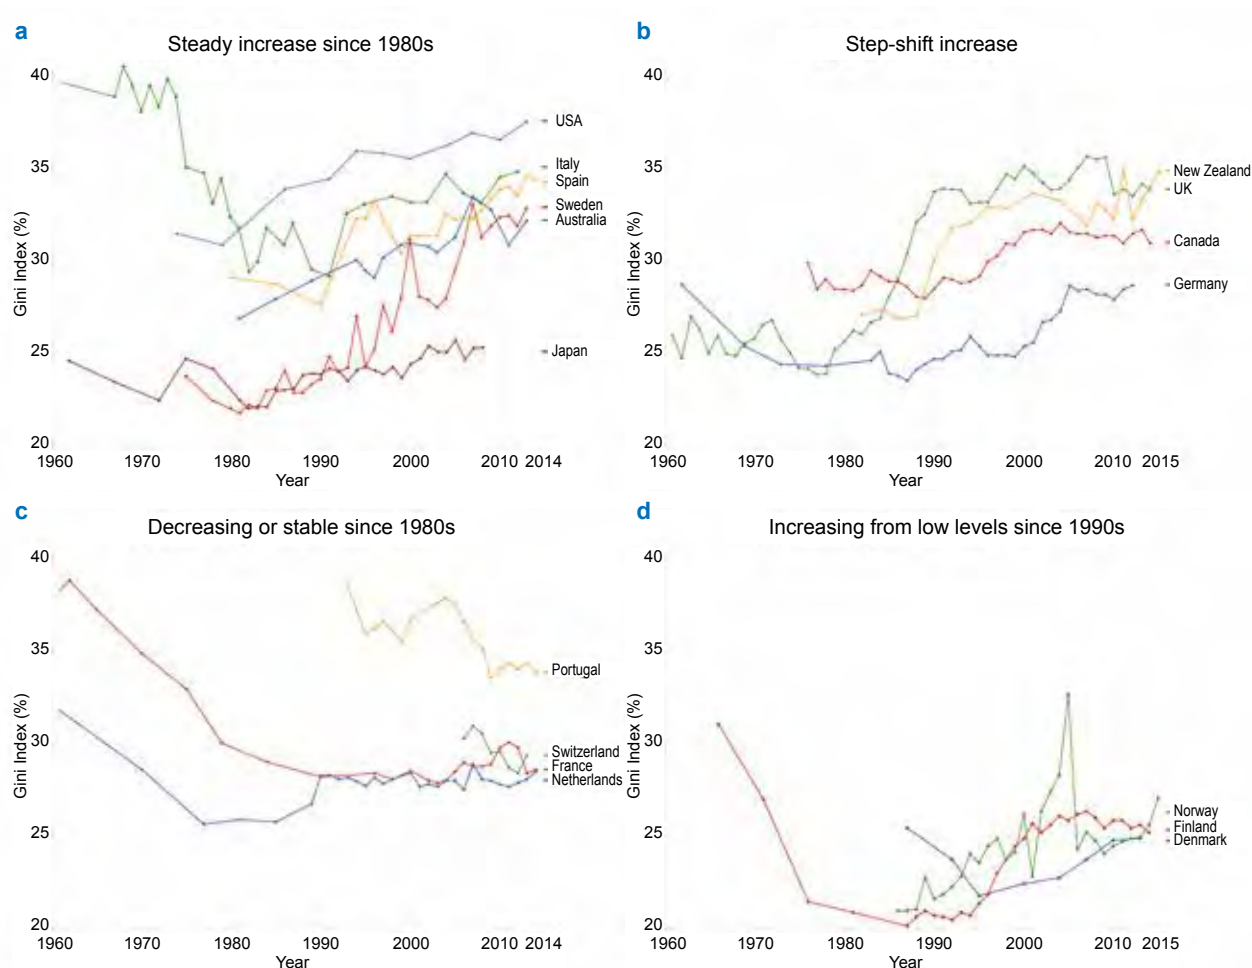 a
Steady increase since 1980s
40
35
30
25
20
Gini Index (%)
USA
Italy
Spain
Sweden
Australia
Japan
1960 1970 1980 1990 2000 2010 2014
Year
b
Step-shift increase
40
35
30
25
20
Gini Index (%)
New Zealand
UK
Canada
Germany
1960 1970 1980 1990 2000 2010 2015
Year
c
Decreasing or stable since 1980s
40
35
30
25
20
Gini Index (%)
Portugal
Switzerland
France
Netherlands
1960 1970 1980 1990 2000 2010 2014
Year
d
Increasing from low levels since 1990s
40
35
30
25
20
Gini Index (%)
Norway
Finland
Denmark
1960 1970 1980 1990 2000 2010 2015
Year